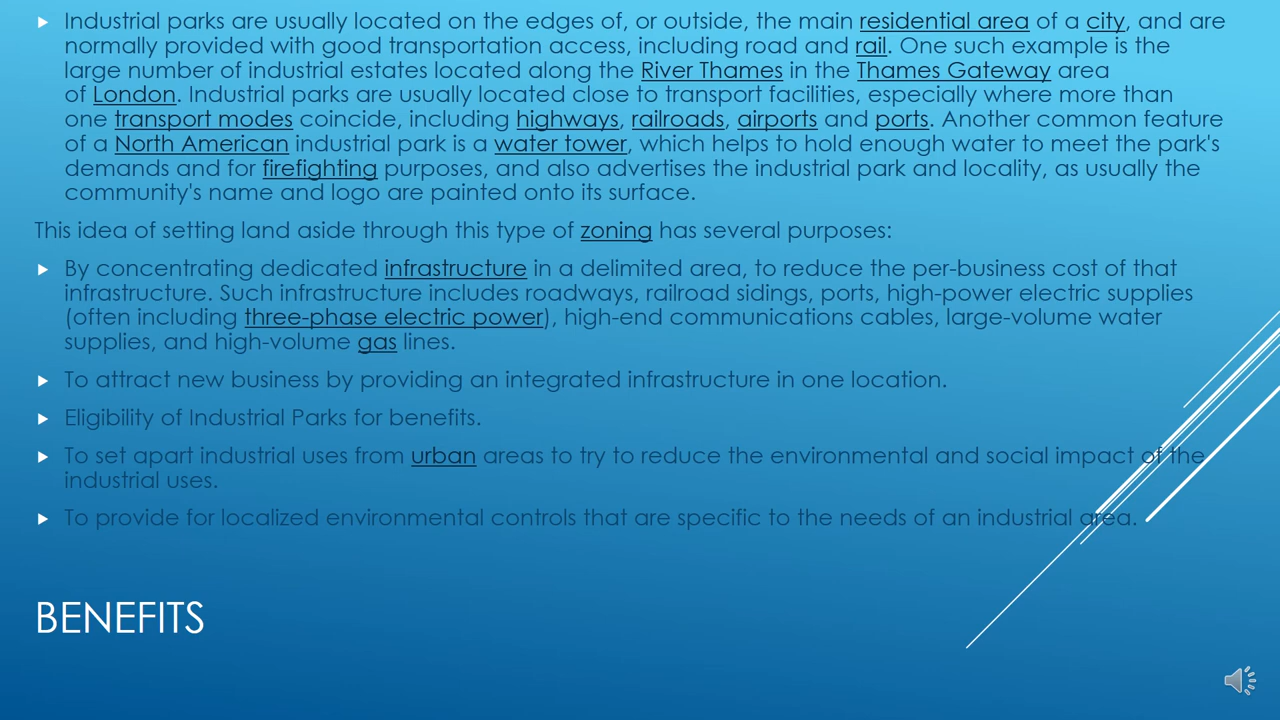 Industrial parks are usually located on the edges of, or outside, the main residential area of a city, and are
normally provided with good transportation access, including road and rail. One such example is the
large number of industrial estates located along the River Thames in the Thames Gateway area
of London. Industrial parks are usually located close to transport facilities, especially where more than
one transport modes coincide, including highways, railroads, airports and ports. Another common feature
of a North American industrial park is a water tower, which helps to hold enough water to meet the park's
demands and for firefighting purposes, and also advertises the industrial park and locality, as usually the
community's name and logo are painted onto its surface.
This idea of setting land aside through this type of zoning has several purposes:
By concentrating dedicated infrastructure in a delimited area, to reduce the per-business cost of that
infrastructure. Such infrastructure includes roadways, railroad sidings, ports, high-power electric supplies
(often including three-phase electric power), high-end communications cables, large-volume water
supplies, and high-volume gas lines.
To attract new business by providing an integrated infrastructure in one location.
Eligibility of Industrial Parks for benefits.
To set apart industrial uses from urban areas to try to reduce the environmental and social impact of the
industrial uses.
To provide for localized environmental controls that are specific to the needs of an industrial area.
BENEFITS